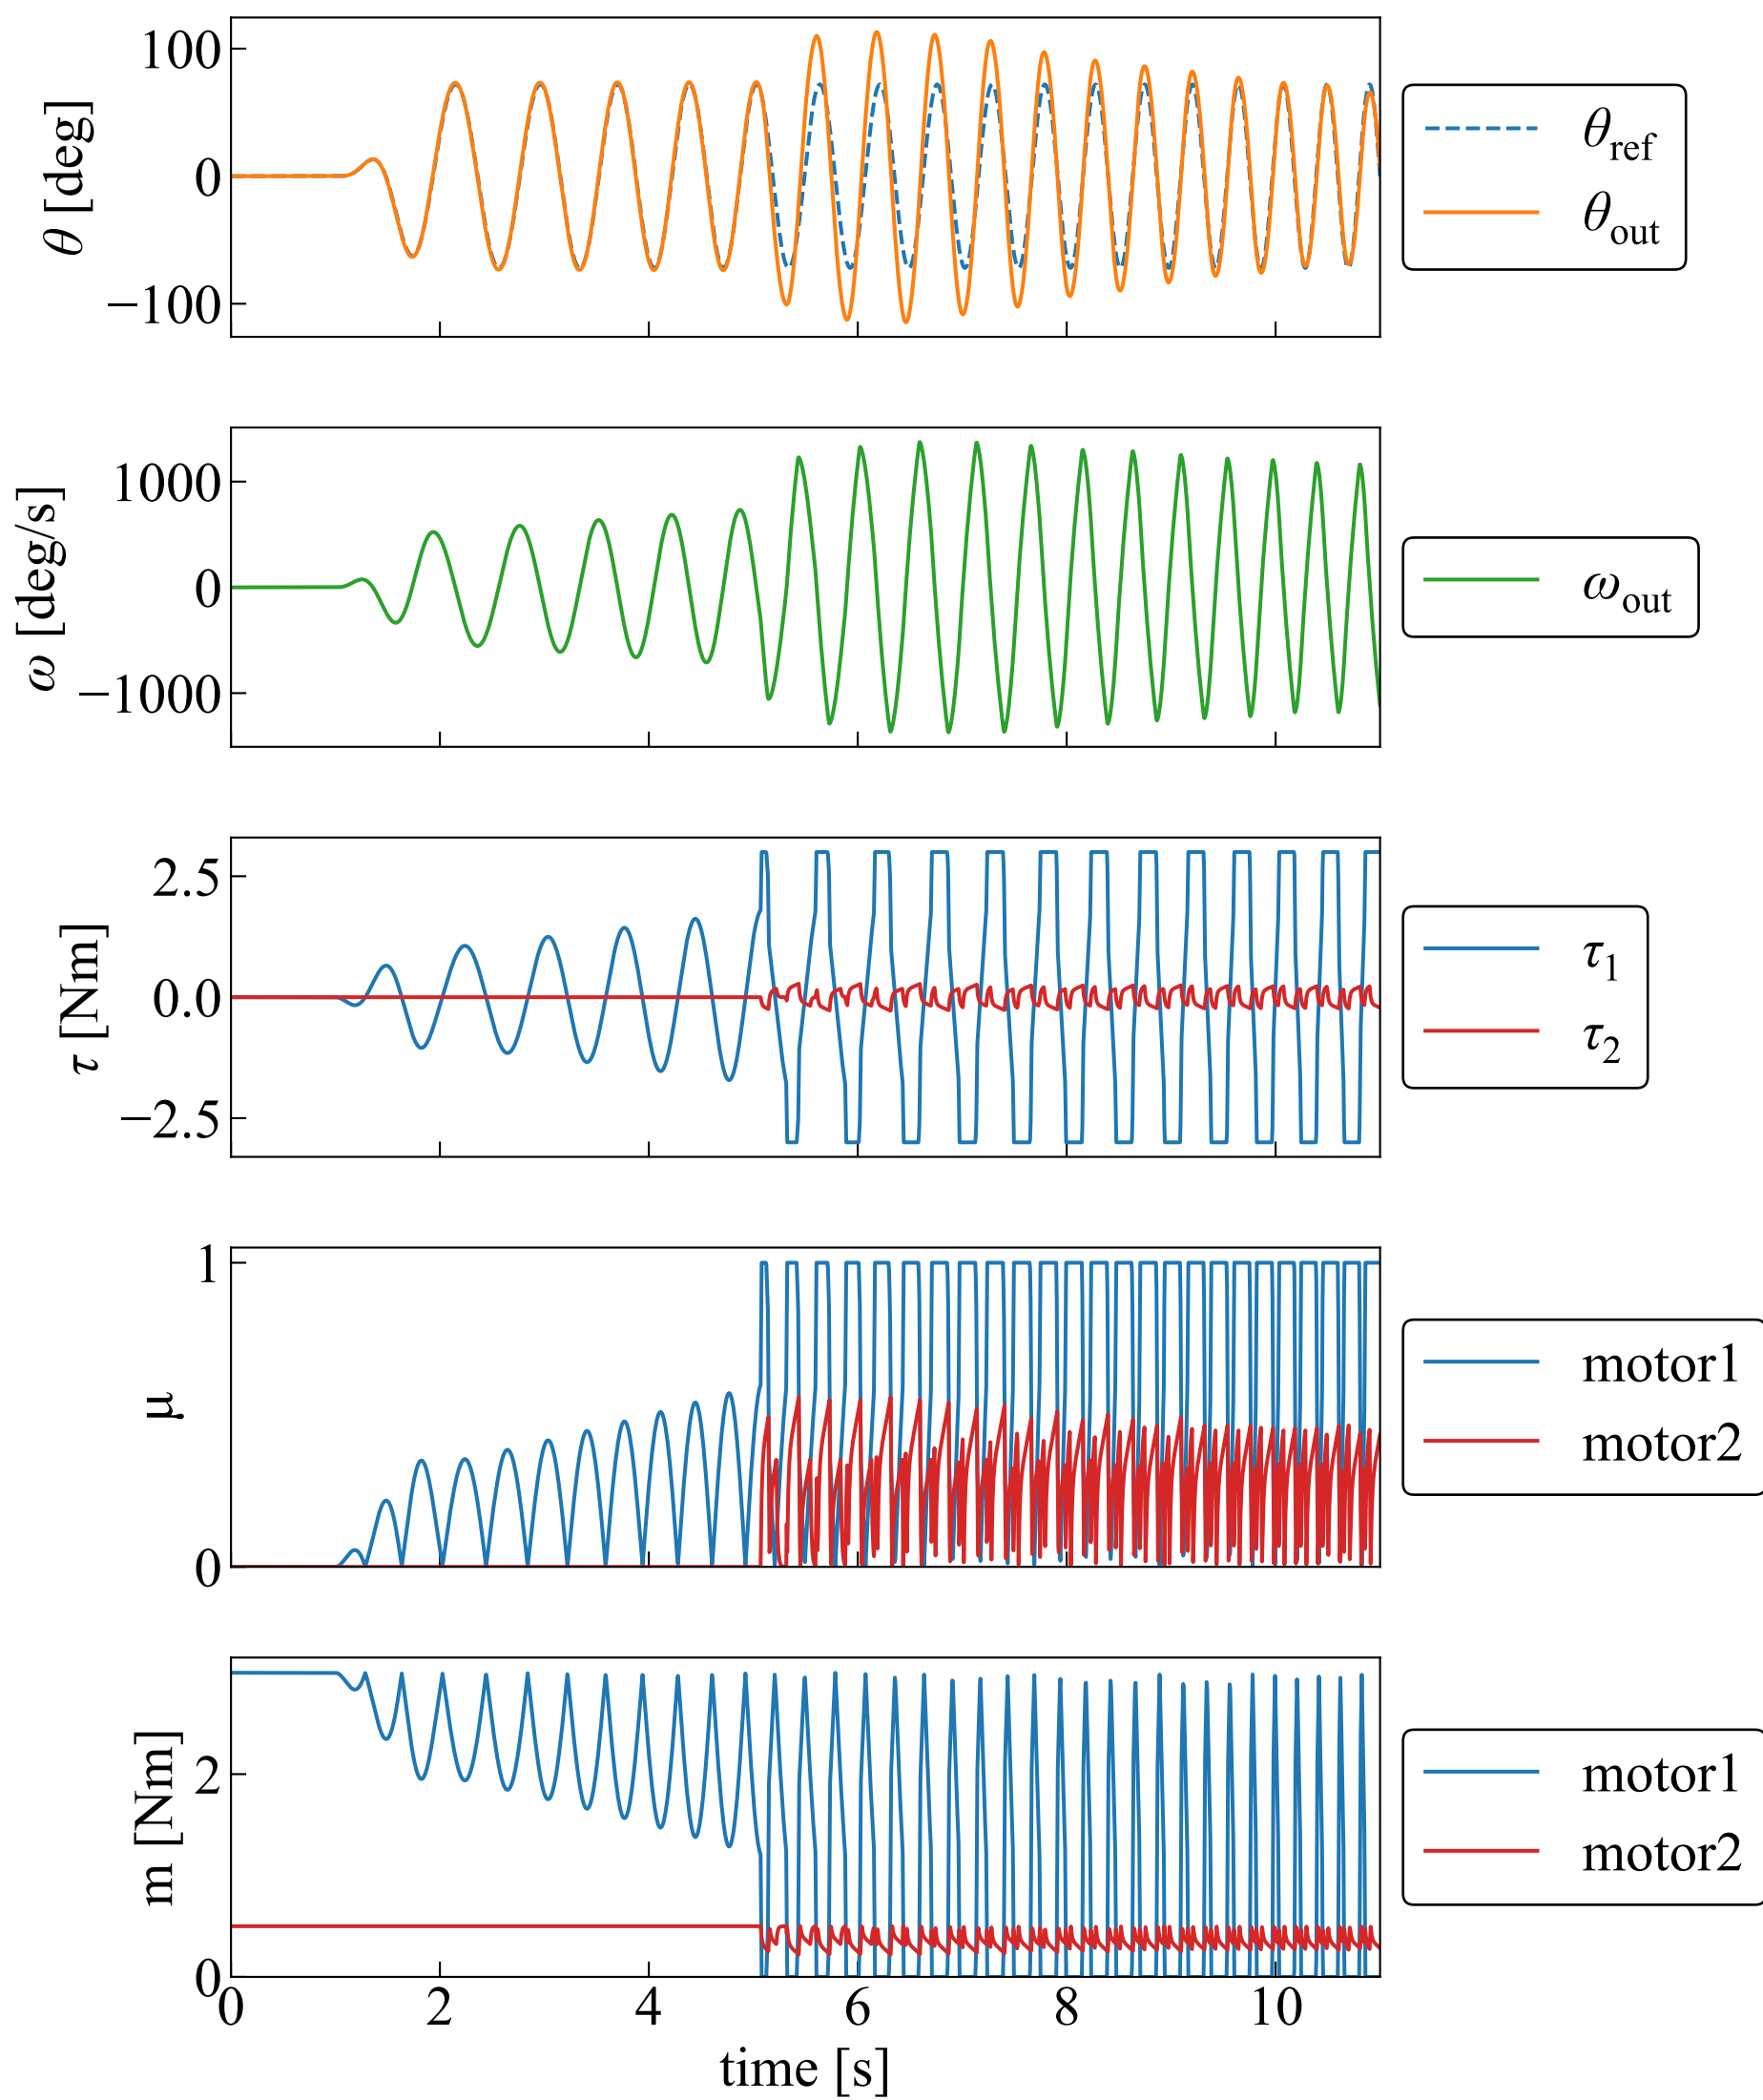 θ [deg]
100
0
−100
θref
θout
ω [deg/s]
1000
0
−1000
ωout
τ [Nm]
2.5
0.0
−2.5
τ1
τ2
μ
1
0
motor1
motor2
m [Nm]
2
0
motor1
motor2
0 2 4 6 8 10
time [s]